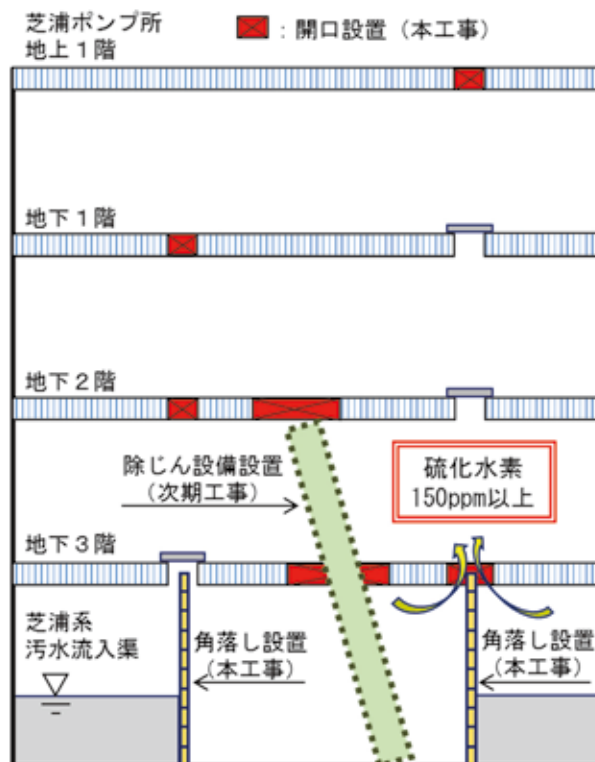 芝浦ポンプ所
地上1階
：開口設置（本工事）
地下1階
地下2階
除じん設備設置
（次期工事）
硫化水素
150ppm以上
地下3階
芝浦系
汚水流入渠
角落し設置
（本工事）
角落し設置
（本工事）